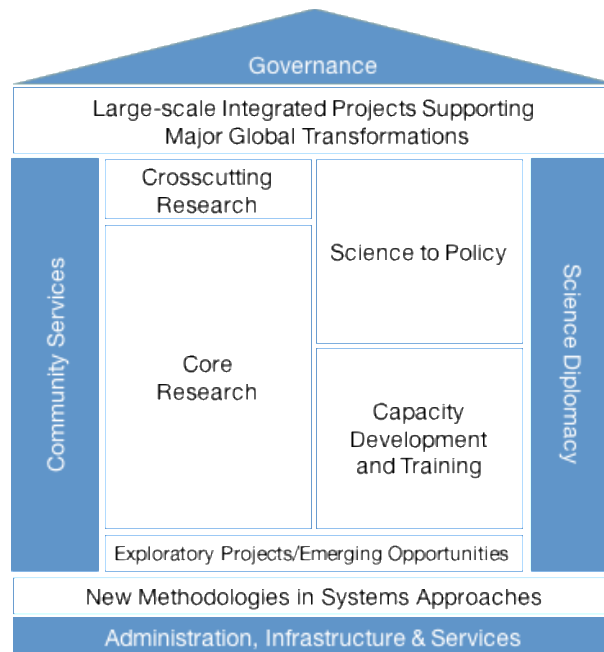 Governance
Large-scale Integrated Projects Supporting
Major Global Transformations
Community Services
Crosscutting
Research
Core
Research
Science to Policy
Capacity
Development
and Training
Science Diplomacy
Exploratory Projects/Emerging Opportunities
New Methodologies in Systems Approaches
Administration, Infrastructure & Services